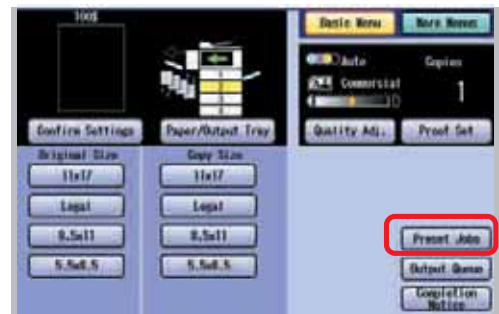 100%
Basic Menu
More Menus
Auto
Copies
Commercial
1
Confirm Settings
Paper/Output Tray
Quality Adj.
Proof Set
Original Size
Copy Size
11x17
11x17
Legal
Legal
8.5x11
8.5x11
5.5x8.5
5.5x8.5
Preset Jobs
Output Queue
Completion
Notice